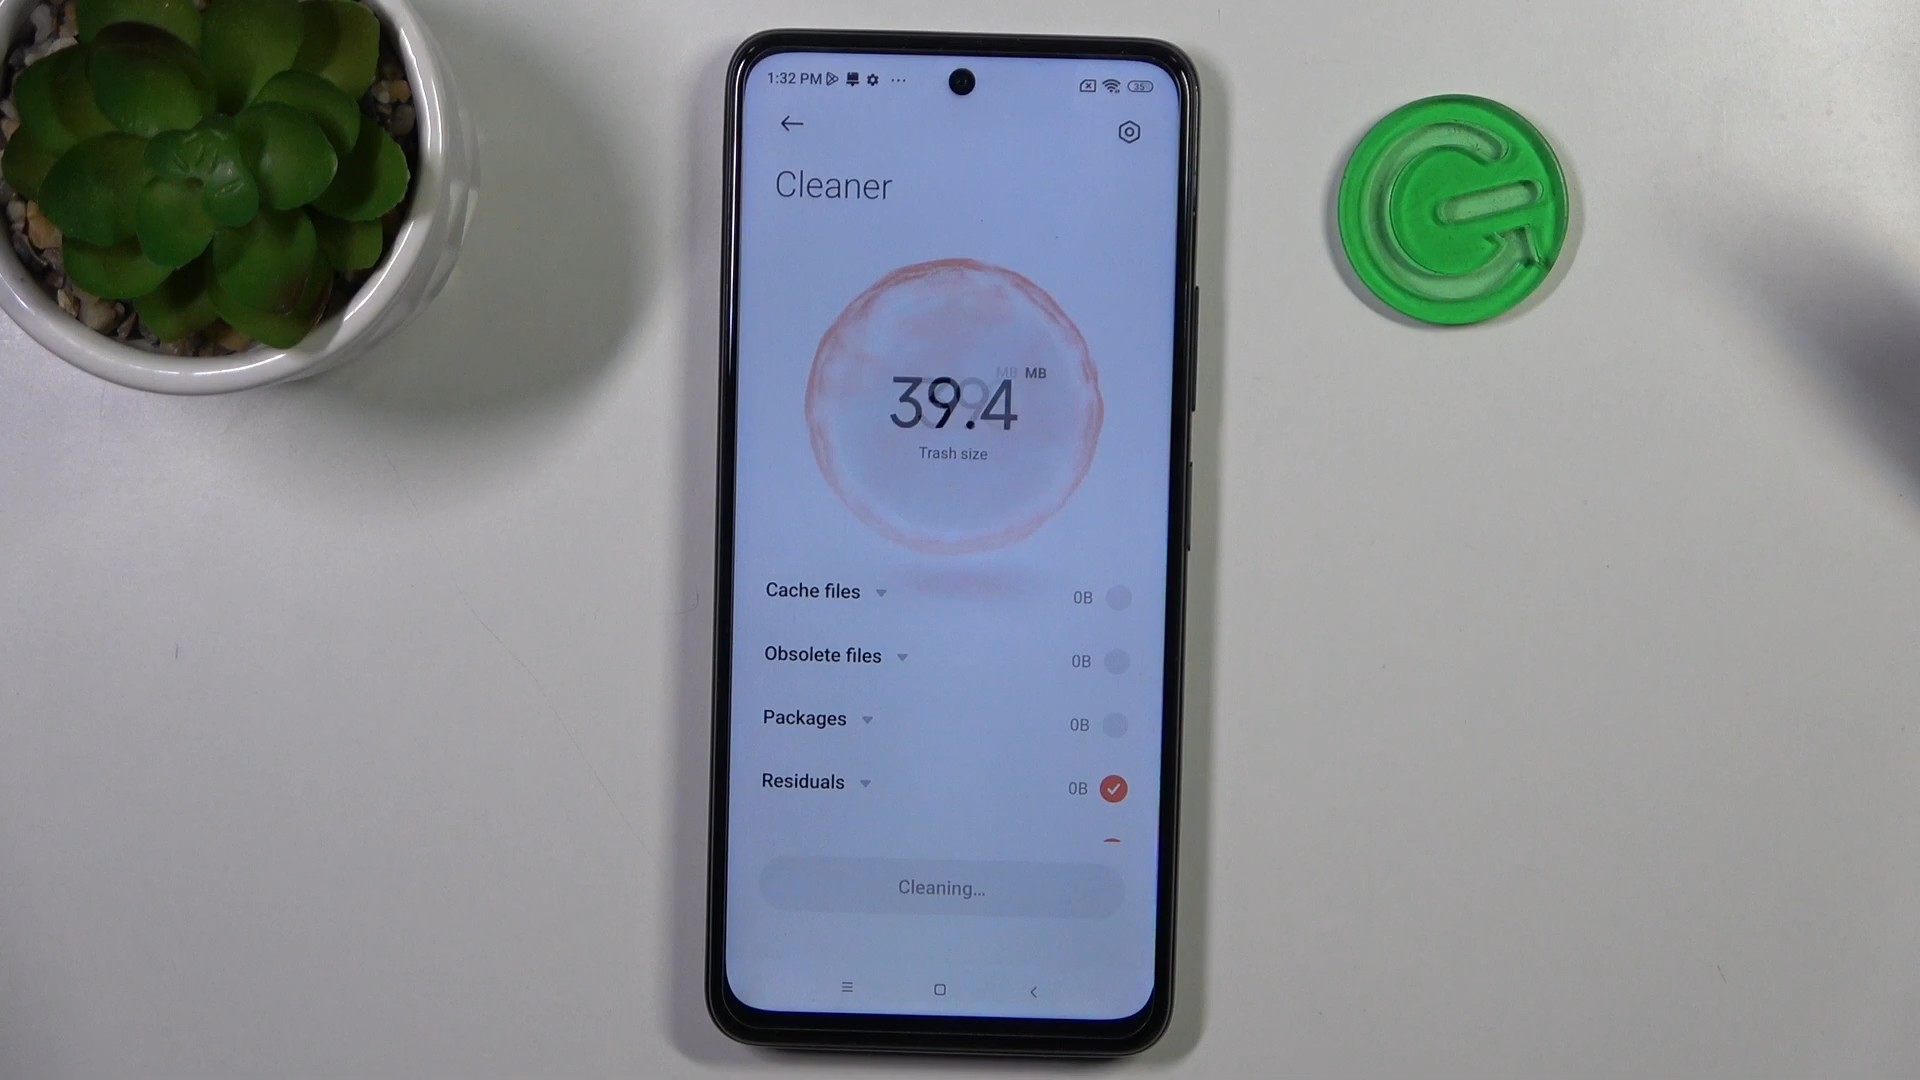 1:32 PM ... 35
Cleaner
MB
39.4
Trash size
Cache files 0B
Obsolete files 0B
Packages 0B
Residuals 0B
Cleaning...